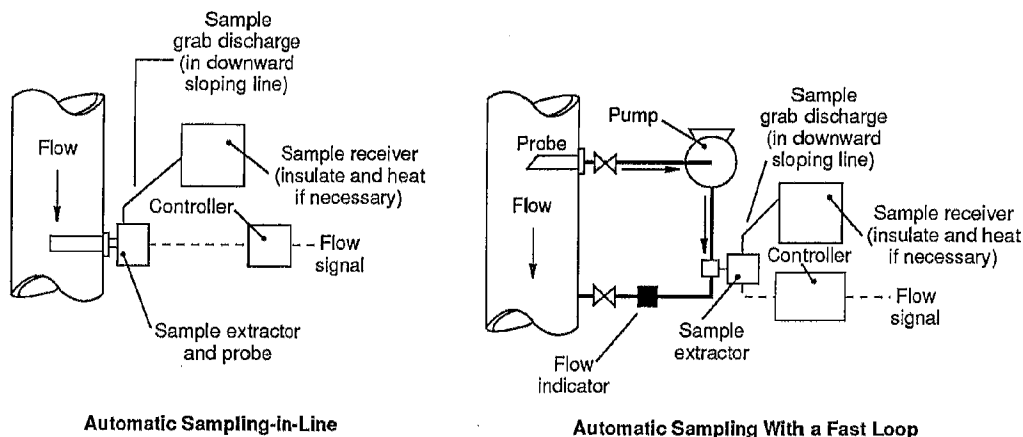 Sample
grab discharge
(in downward
sloping line)
Flow
Sample receiver
(insulate and heat
if necessary)
Controller
Flow
signal
Sample extractor
and probe
Automatic Sampling-in-Line
Pump
Probe
Sample
grab discharge
(in downward
sloping line)
Flow
Sample receiver
(insulate and heat
if necessary)
Controller
Flow
signal
Sample
extractor
Flow
indicator
Automatic Sampling With a Fast Loop